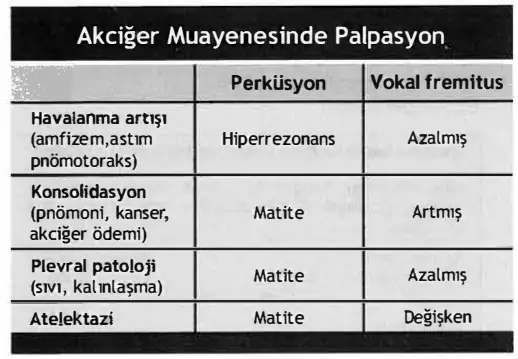 Akciğer Muayenesinde Palpasyon
Perküsyon Vokal fremitus
Havalanma artışı
(amfizem,astım
pnömotoraks)
Hiperrezonans
Azalmış
Konsolidasyon
(pnömoni, kanser,
akciğer ödemi)
Matite
Artmış
Plevral patoloji
(sıvı, kalınlaşma)
Matite
Azalmış
Atelektazi
Matite
Değişken